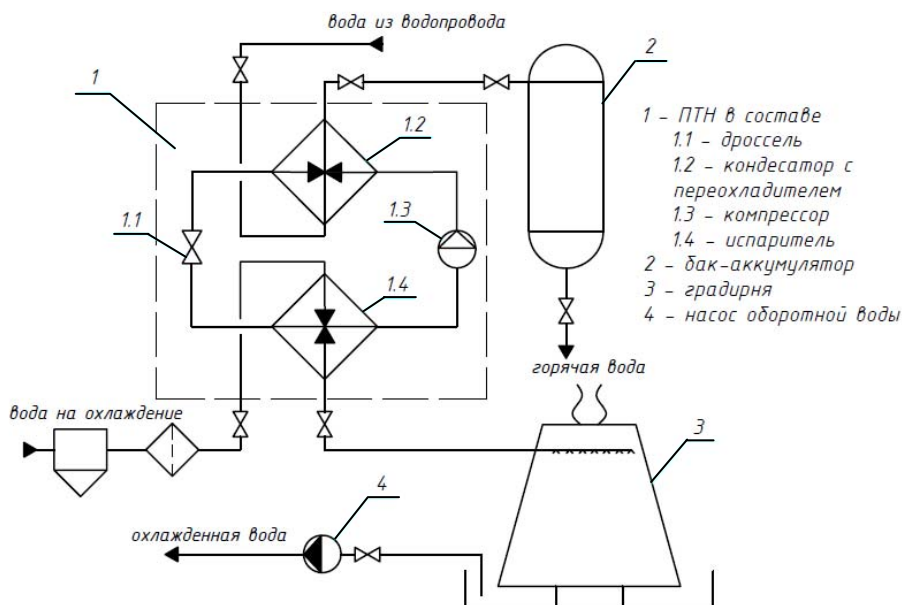 вода из водопровода
1
2
1.2
1 - ПТН в составе
1.1 - дроссель
1.2 - кондесатор с
переохладителем
1.3 - компрессор
1.4 - испаритель
2 - бак-аккумулятор
3 - градирня
4 - насос оборотной воды
1.1
1.3
1.4
горячая вода
вода на охлаждение
3
4
охлажденная вода